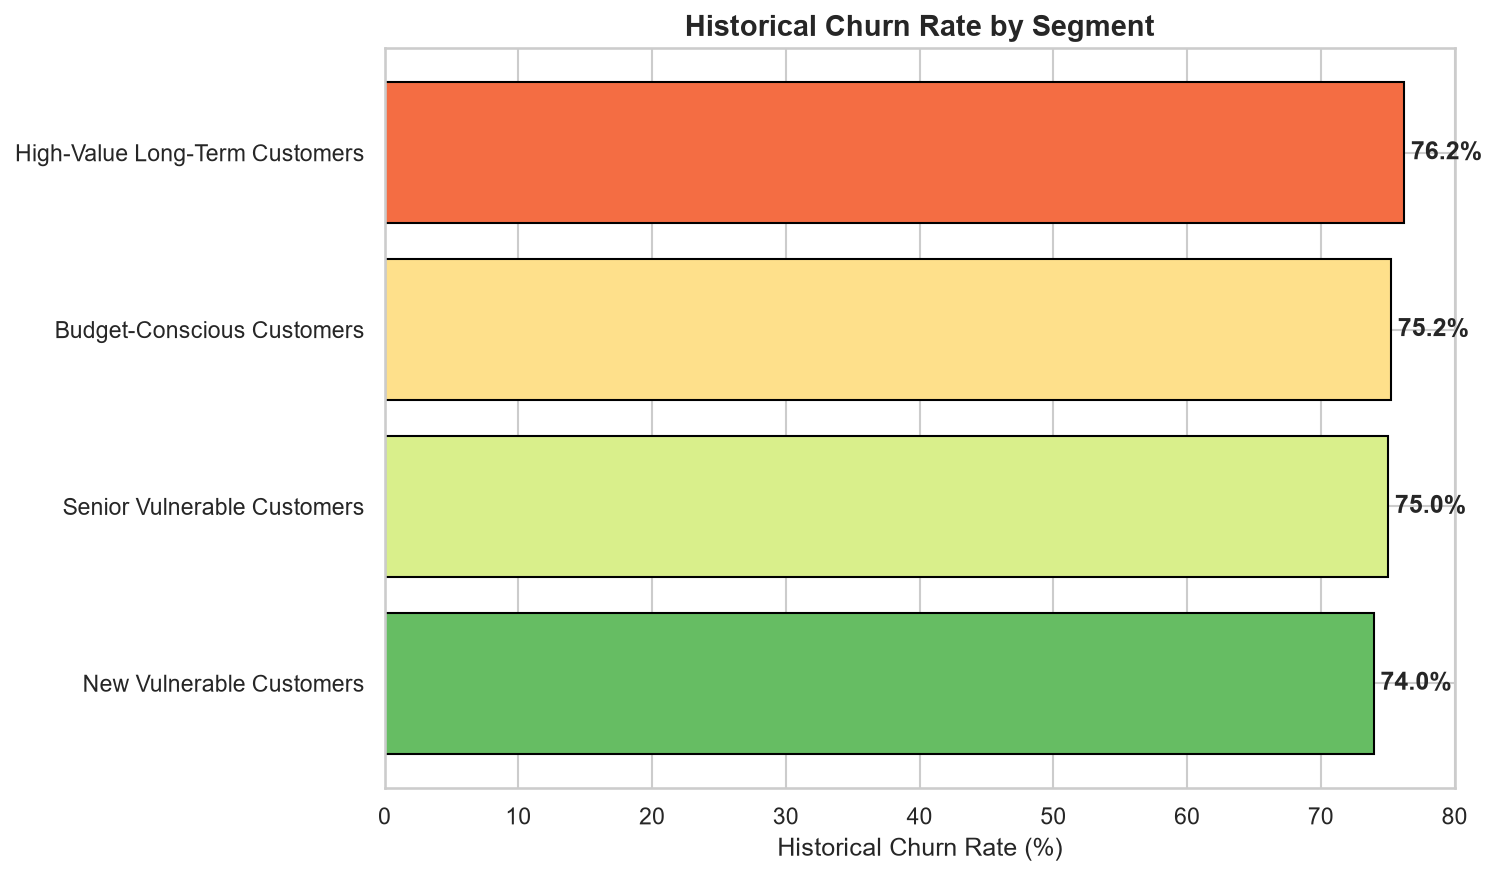 Historical Churn Rate by Segment
High-Value Long-Term Customers
76.2%
Budget-Conscious Customers
75.2%
Senior Vulnerable Customers
75.0%
New Vulnerable Customers
74.0%
0 10 20 30 40 50 60 70 80
Historical Churn Rate (%)